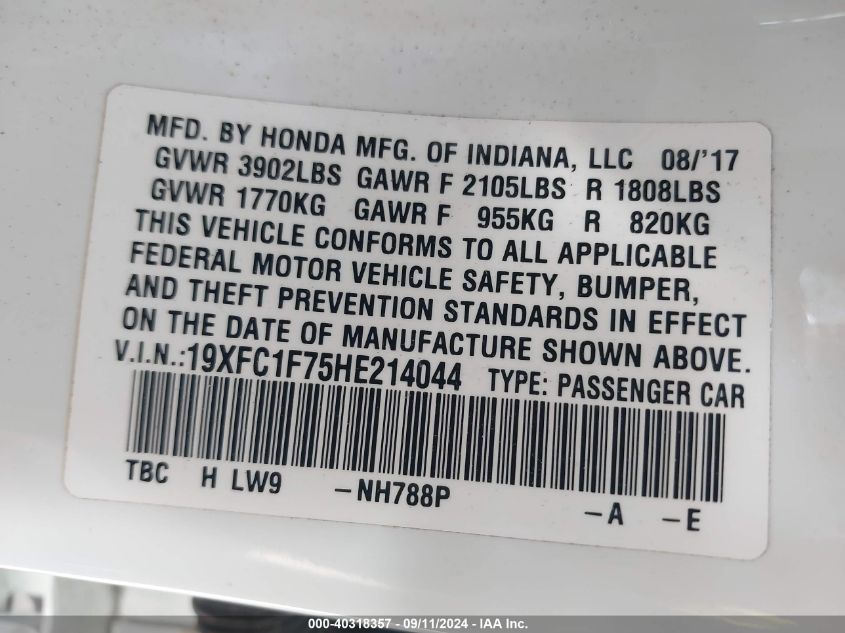 MFD. BY HONDA MFG. OF INDIANA, LLC 08/'17
GVWR 3902LBS GAWR F 2105LBS R 1808LBS
GVWR 1770KG GAWR F 955KG R 820KG
THIS VEHICLE CONFORMS TO ALL APPLICABLE
FEDERAL MOTOR VEHICLE SAFETY, BUMPER,
AND THEFT PREVENTION STANDARDS IN EFFECT
ON THE DATE OF MANUFACTURE SHOWN ABOVE.
V.I.N.:19XFC1F75HE214044 TYPE: PASSENGER CAR
TBC H LW9 -NH788P -A -E
000-40318357 - 09/11/2024 - IAA Inc.